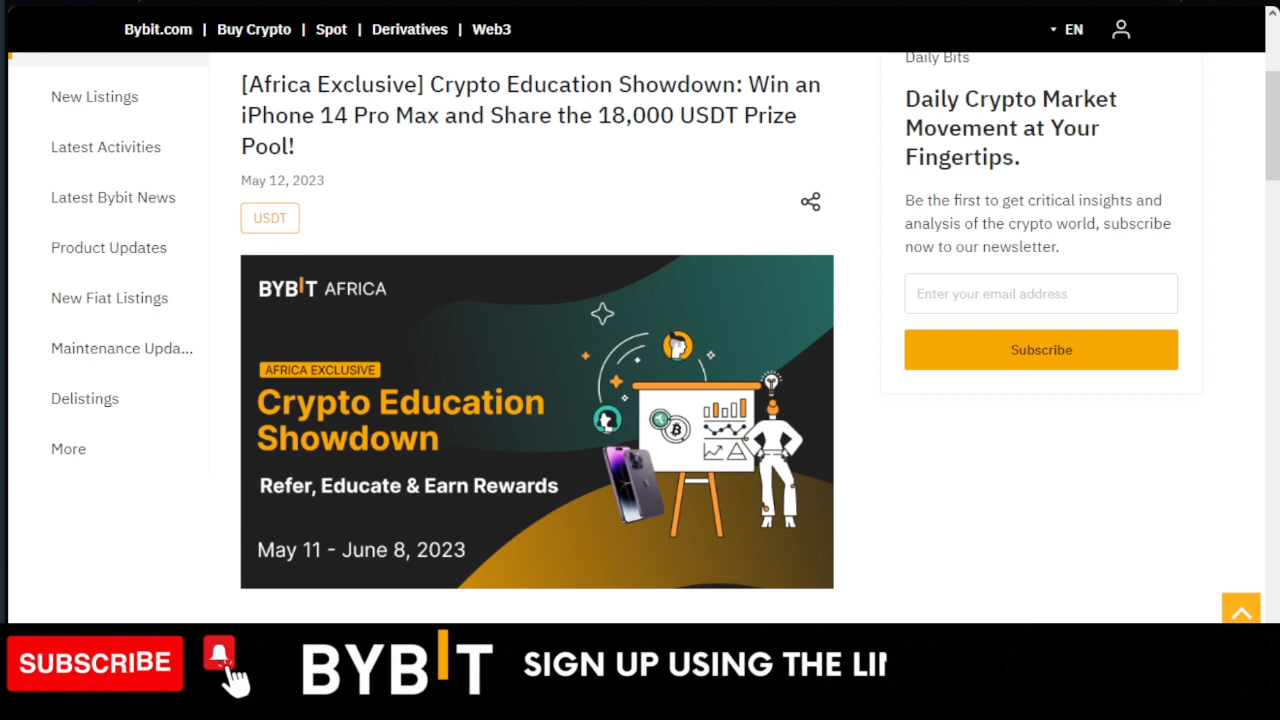 Bybit.com | Buy Crypto | Spot | Derivatives | Web3
EN
New Listings
Latest Activities
Latest Bybit News
Product Updates
New Fiat Listings
Maintenance Upda...
Delistings
More
[Africa Exclusive] Crypto Education Showdown: Win an
iPhone 14 Pro Max and Share the 18,000 USDT Prize
Pool!
May 12, 2023
USDT
BYBIT AFRICA
AFRICA EXCLUSIVE
Crypto Education
Showdown
Refer, Educate & Earn Rewards
May 11 - June 8, 2023
Daily Bits
Daily Crypto Market
Movement at Your
Fingertips.
Be the first to get critical insights and
analysis of the crypto world, subscribe
now to our newsletter.
Enter your email address
Subscribe
SUBSCRIBE
BYBIT
SIGN UP USING THE